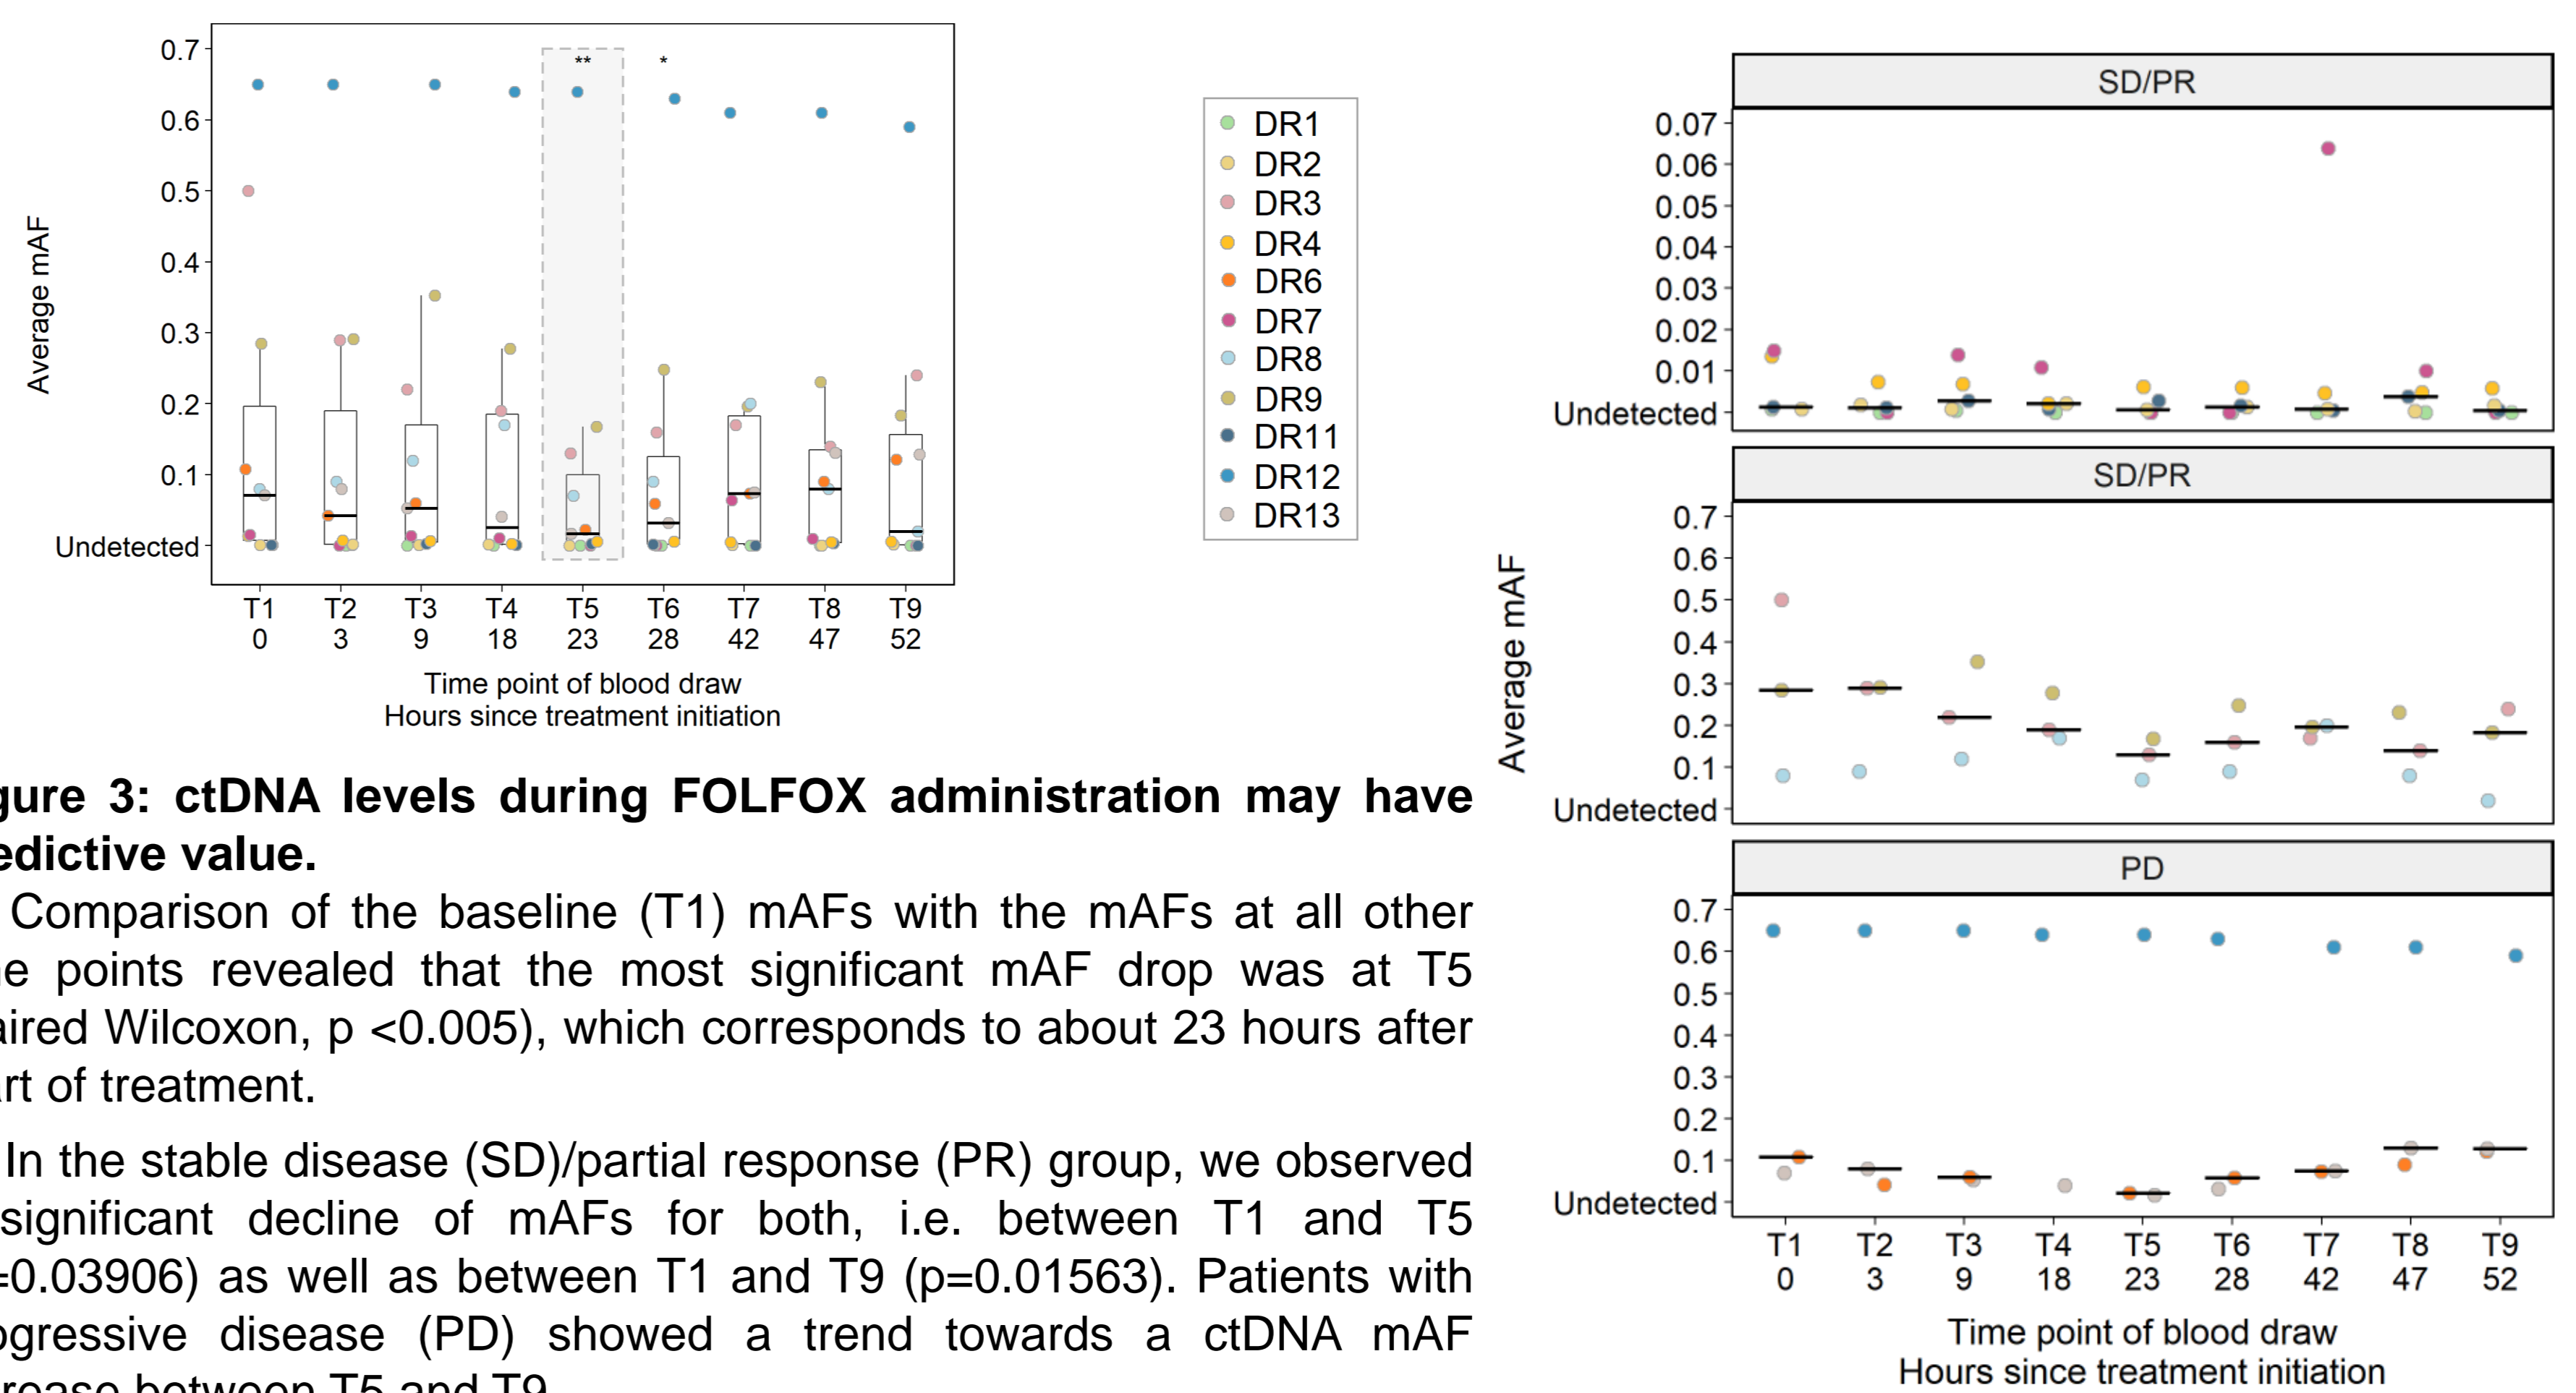 0.7
0.6
0.5
0.4
0.3
0.2
0.1
Undetected
Average mAF
** *
T1 T2 T3 T4 T5 T6 T7 T8 T9
0 3 9 18 23 28 42 47 52
Time point of blood draw
Hours since treatment initiation
DR1
DR2
DR3
DR4
DR6
DR7
DR8
DR9
DR11
DR12
DR13
gure 3: ctDNA levels during FOLFOX administration may have
edictive value.
Comparison of the baseline (T1) mAFs with the mAFs at all other
e points revealed that the most significant mAF drop was at T5
aired Wilcoxon, p <0.005), which corresponds to about 23 hours after
art of treatment.
In the stable disease (SD)/partial response (PR) group, we observed
significant decline of mAFs for both, i.e. between T1 and T5
=0.03906) as well as between T1 and T9 (p=0.01563). Patients with
ogressive disease (PD) showed a trend towards a ctDNA mAF
rease between T5 and T9
SD/PR
0.07
0.06
0.05
0.04
0.03
0.02
0.01
Undetected
SD/PR
0.7
0.6
0.5
0.4
0.3
0.2
0.1
Undetected
Average mAF
PD
0.7
0.6
0.5
0.4
0.3
0.2
0.1
Undetected
T1 T2 T3 T4 T5 T6 T7 T8 T9
0 3 9 18 23 28 42 47 52
Time point of blood draw
Hours since treatment initiation